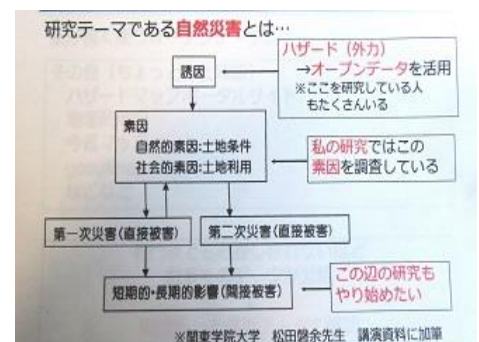 研究テーマである自然災害とは…
誘因
ハザード（外力）
→オープンデータを活用
※ここを研究している人
もたくさんいる
素因
自然的素因:土地条件
社会的素因:土地利用
私の研究ではこの
素因を調査している
第一次災害(直接被害)
第二次災害(直接被害)
短期的・長期的影響(間接被害)
この辺の研究も
やり始めたい
※関東学院大学 松田磐余先生 講演資料に加筆